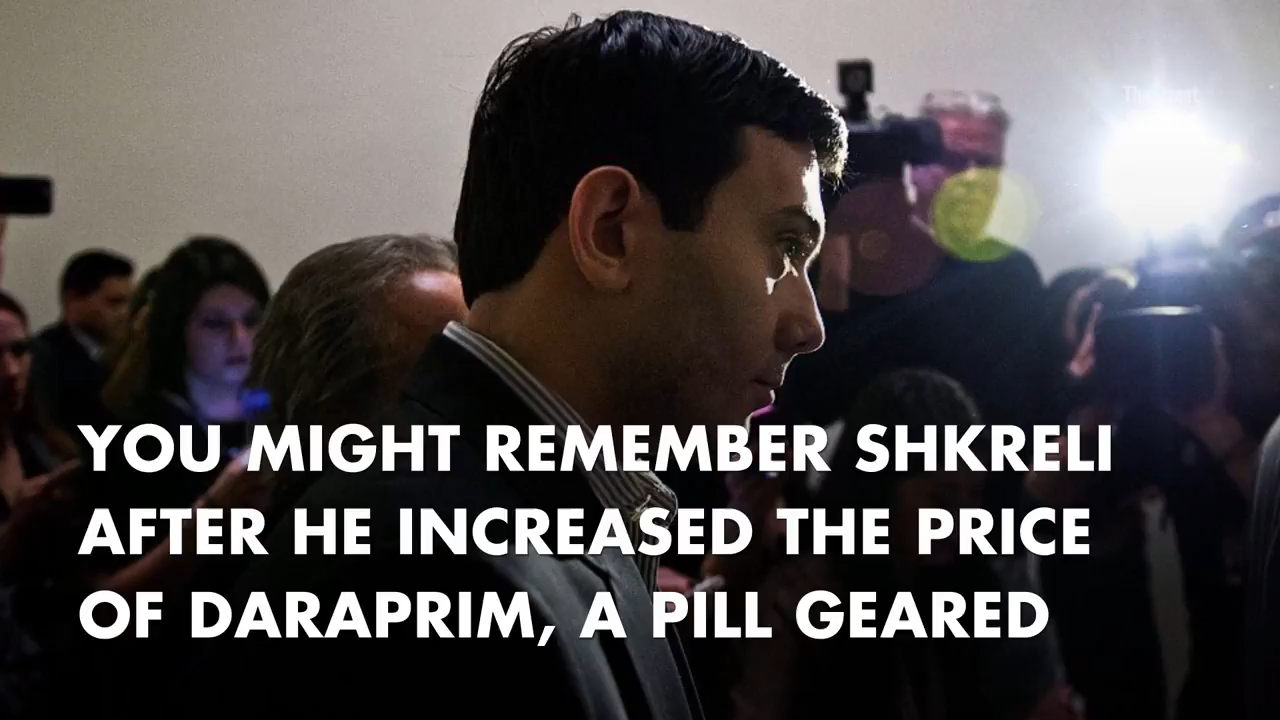 YOU MIGHT REMEMBER SHKRELI
AFTER HE INCREASED THE PRICE
OF DARAPRIM, A PILL GEARED